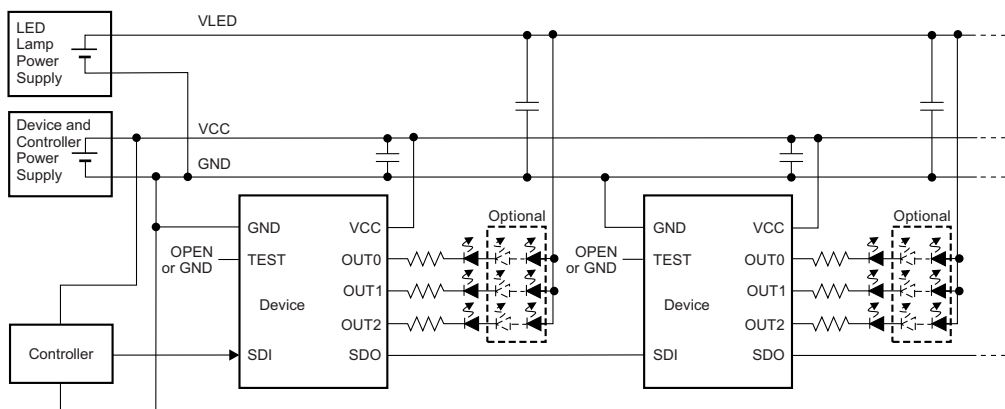 LED
Lamp
Power
Supply
VLED
Device and
Controller
Power
Supply
VCC
GND
GND
VCC
OPEN
or GND
TEST
OUT0
OUT1
Device
OUT2
SDI
SDO
Optional
Controller
GND
VCC
OPEN
or GND
TEST
OUT0
OUT1
Device
OUT2
SDI
SDO
Optional